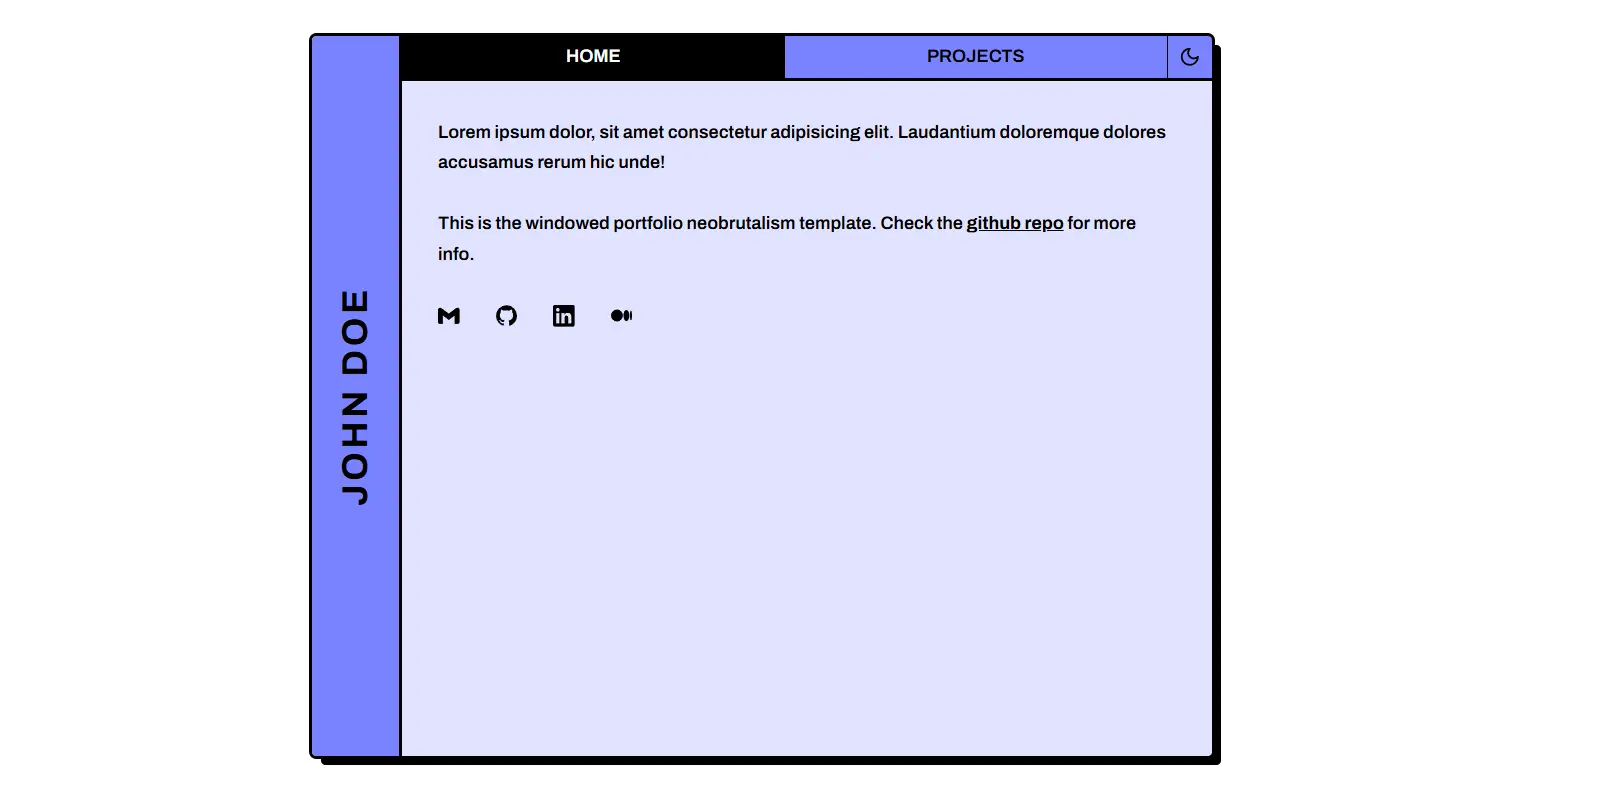 HOME
PROJECTS
JOHN DOE
Lorem ipsum dolor, sit amet consectetur adipisicing elit. Laudantium doloremque dolores
accusamus rerum hic unde!
This is the windowed portfolio neobrutalism template. Check the github repo for more
info.
in